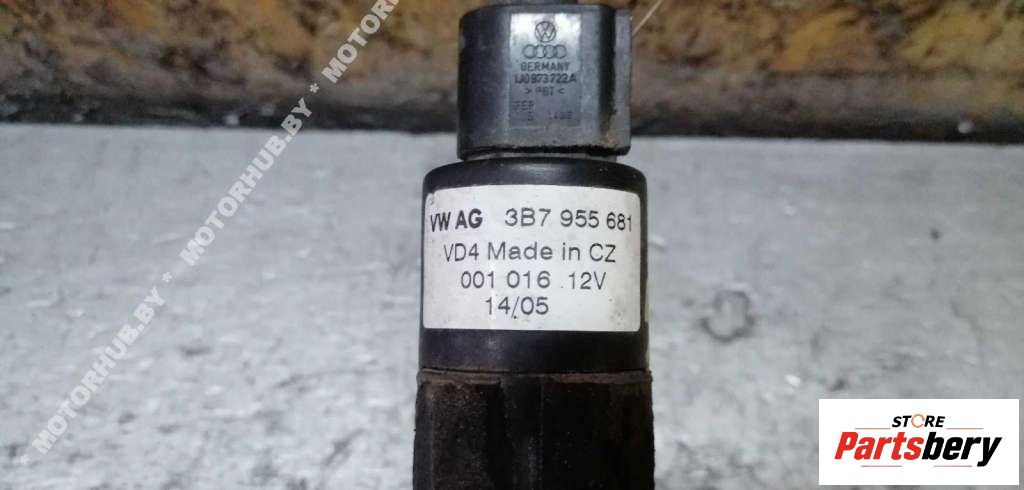 GERMANY
1J0973722A
> PBT <
VW AG 3B7 955 681
VD4 Made in CZ
001 016 12V
14/05
* MOTORHUB.BY * MOTORHUB.BY * MOTORHUB.BY *
STORE
Partsbery